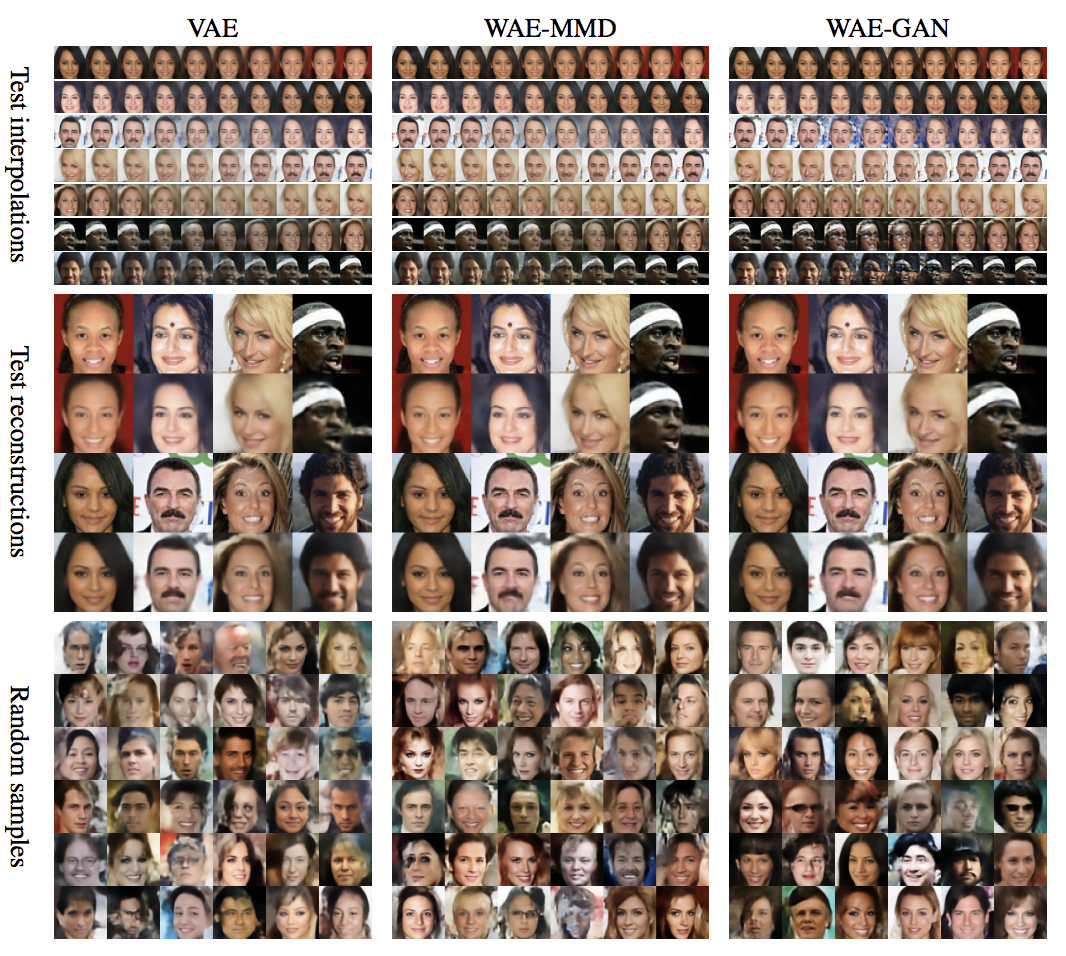 VAE
WAE-MMD
WAE-GAN
Test interpolations
Test reconstructions
Random samples